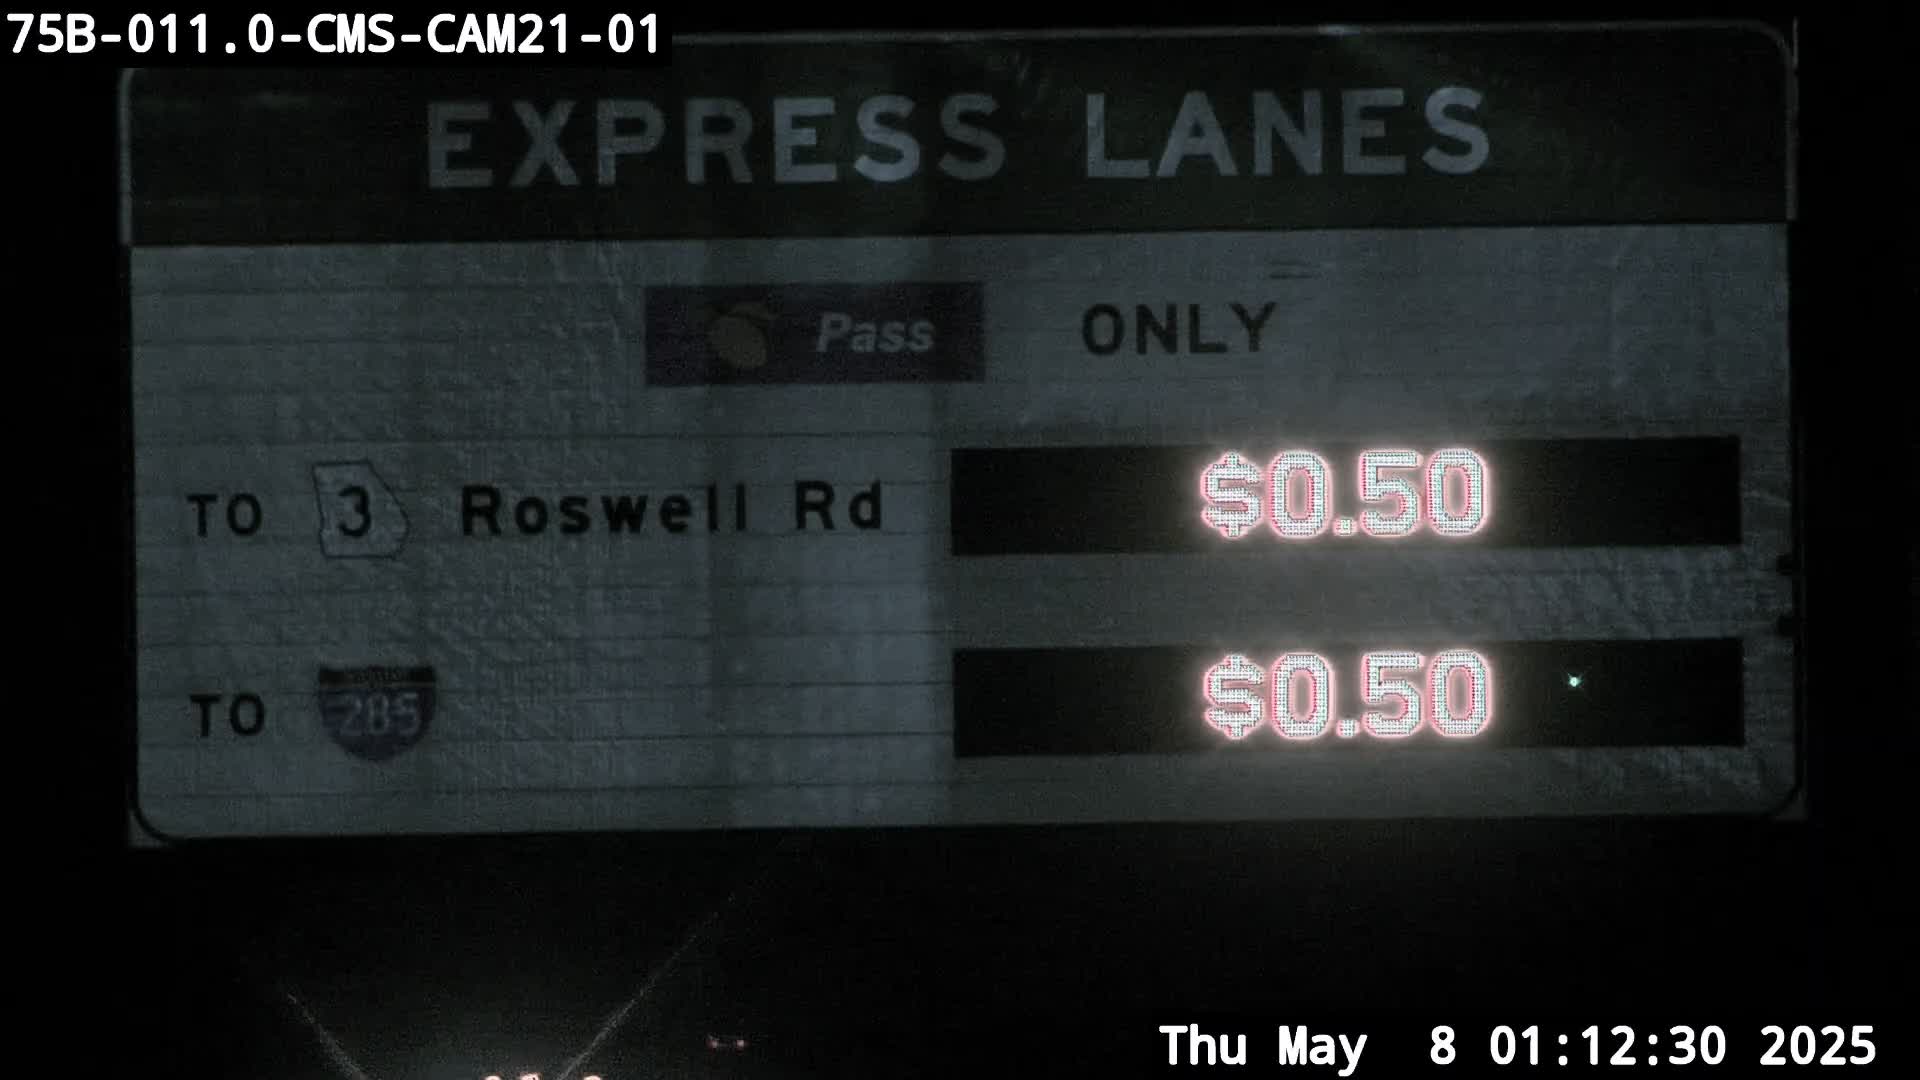 75B-011.0-CMS-CAM21-01
EXPRESS LANES
Pass ONLY
TO 3 Roswell Rd $0.50
TO 285 $0.50
Thu May 8 01:12:30 2025